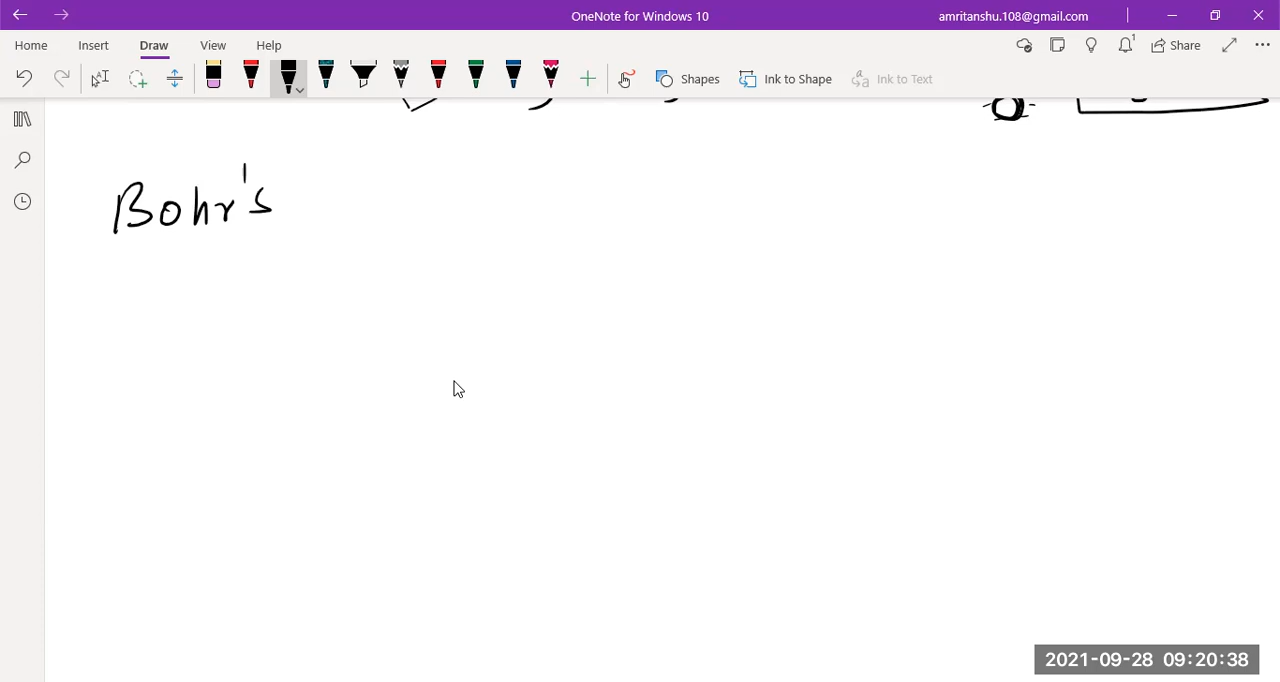 OneNote for Windows 10
amritanshu.108@gmail.com
Home Insert Draw View Help
1
Share
Shapes
Ink to Shape
Ink to Text
Bohr's
2021-09-28 09:20:38